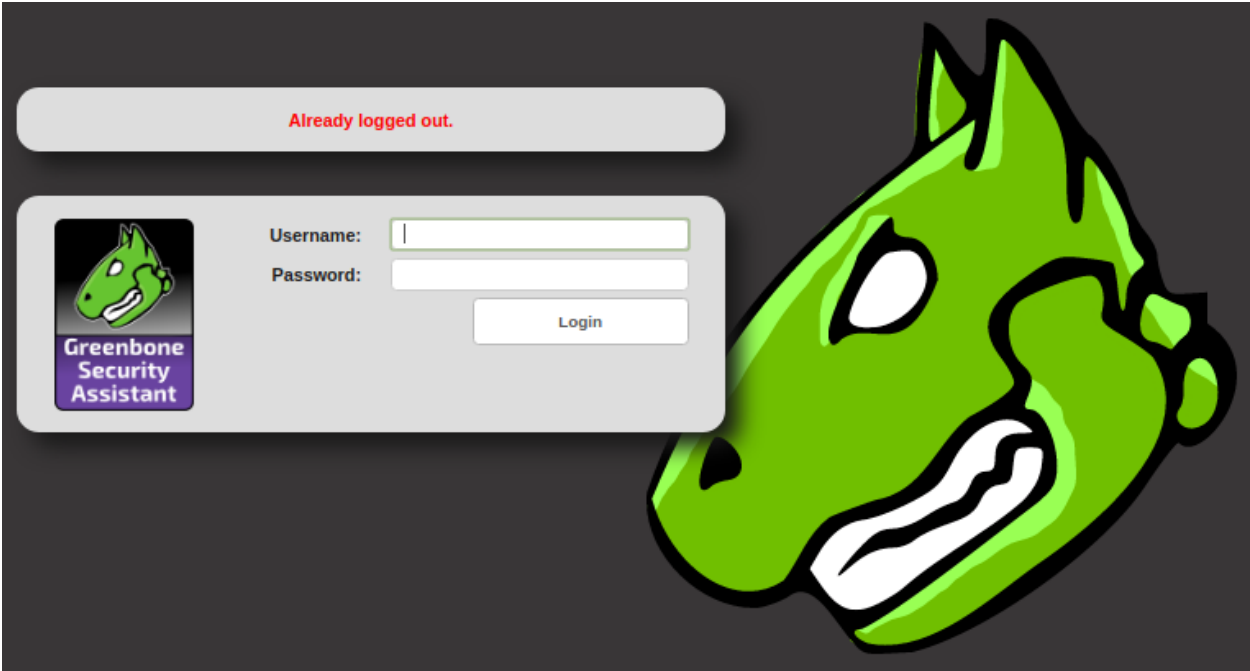 Already logged out.
Username:
Password:
Login
Greenbone
Security
Assistant